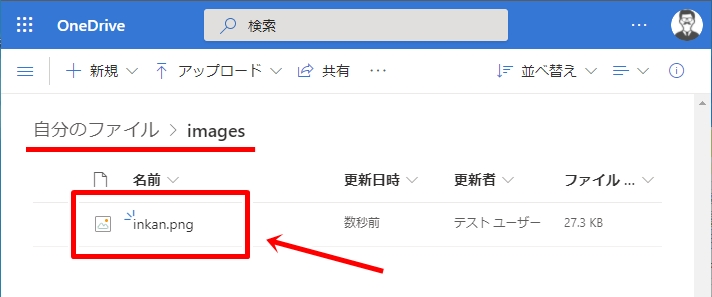 OneDrive 検索
新規 アップロード 共有 … 並べ替え
自分のファイル > images
名前 更新日時 更新者 ファイル ...
inkan.png 数秒前 テスト ユーザー 27.3 KB